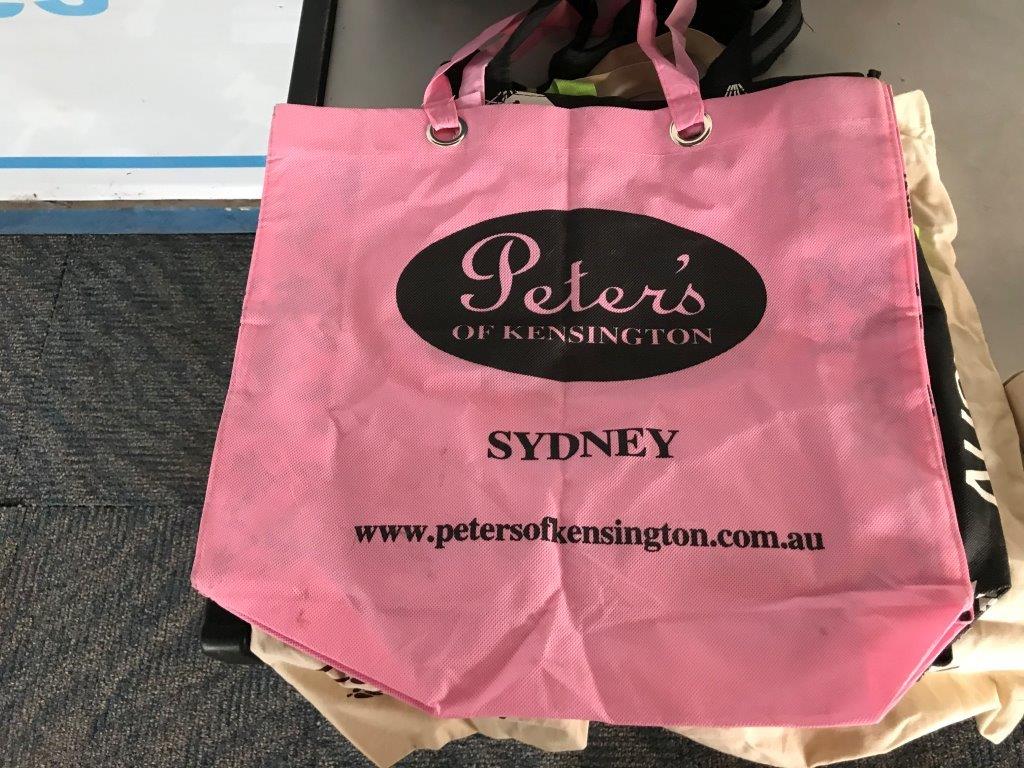 Peter's
OF KENSINGTON
SYDNEY
www.petersofkensington.com.au